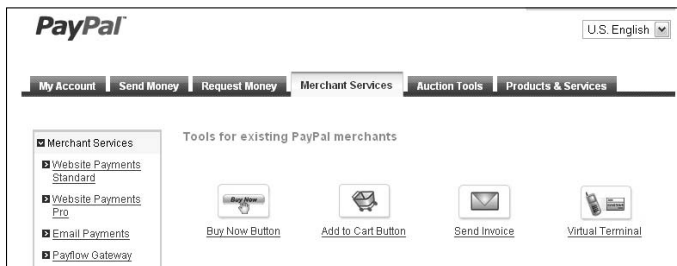 PayPal
U.S. English
My Account Send Money Request Money Merchant Services Auction Tools Products & Services
Merchant Services
Website Payments
Standard
Website Payments
Pro
Email Payments
Payflow Gateway
Tools for existing PayPal merchants
Buy Now
Buy Now Button
Add to Cart Button
Send Invoice
Virtual Terminal